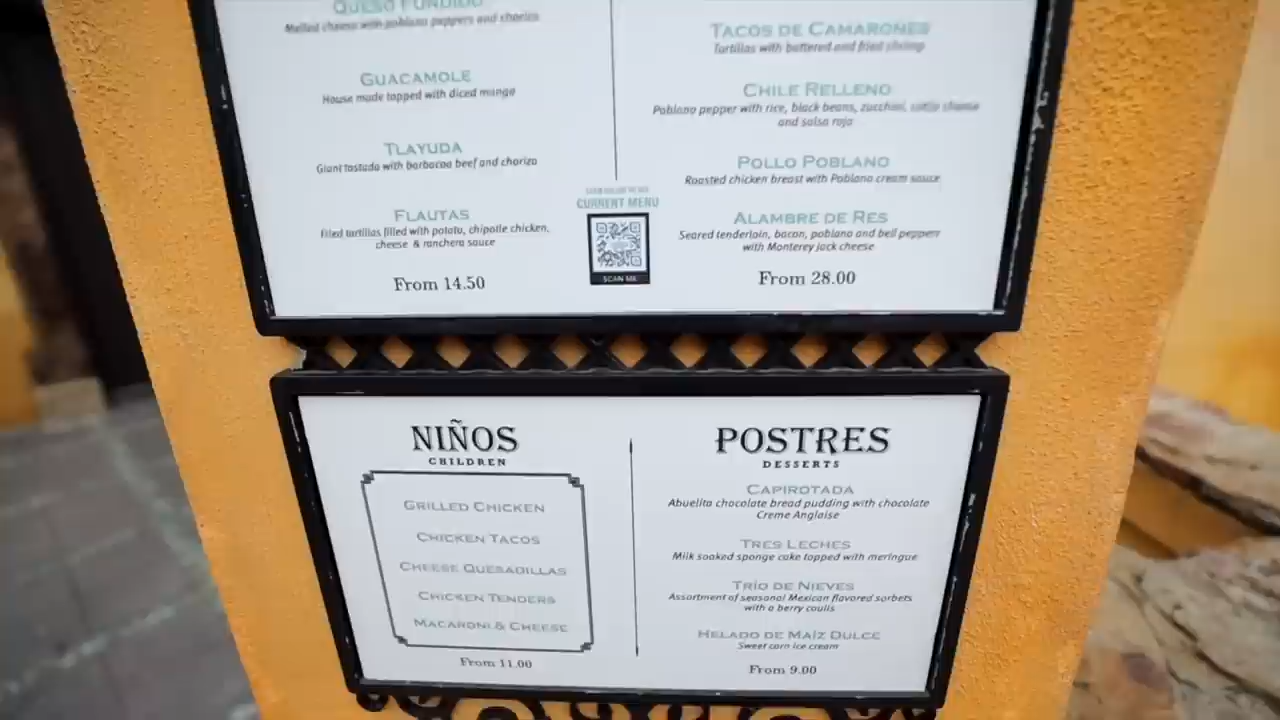 QUESO FUNDIDO
Melted cheese with poblano peppers and chorizo
GUACAMOLE
House made topped with diced mango
TLAYUDA
Giant tostada with barbacoa beef and chorizo
FLAUTAS
Fried tortillas filled with potato, chipotle chicken,
cheese & ranchera sauce
From 14.50
CURRENT MENU
SCAN ME
TACOS DE CAMARONES
Tortillas with battered and fried shrimp
CHILE RELLENO
Poblano pepper with rice, black beans, zucchini, cotija cheese
and salsa roja
POLLO POBLANO
Roasted chicken breast with Poblano cream sauce
ALAMBRE DE RES
Seared tenderloin, bacon, poblano and bell peppers
with Monterey jack cheese
From 28.00
NIÑOS
CHILDREN
GRILLED CHICKEN
CHICKEN TACOS
CHEESE QUESADILLAS
CHICKEN TENDERS
MACARONI & CHEESE
From 11.00
POSTRES
DESSERTS
CAPIROTADA
Abuelita chocolate bread pudding with chocolate
Creme Anglaise
TRES LECHES
Milk soaked sponge cake topped with meringue
TRIO DE NIEVES
Assortment of seasonal Mexican flavored sorbets
with a berry coulis
HELADO DE MAÍZ DULCE
Sweet corn ice cream
From 9.00